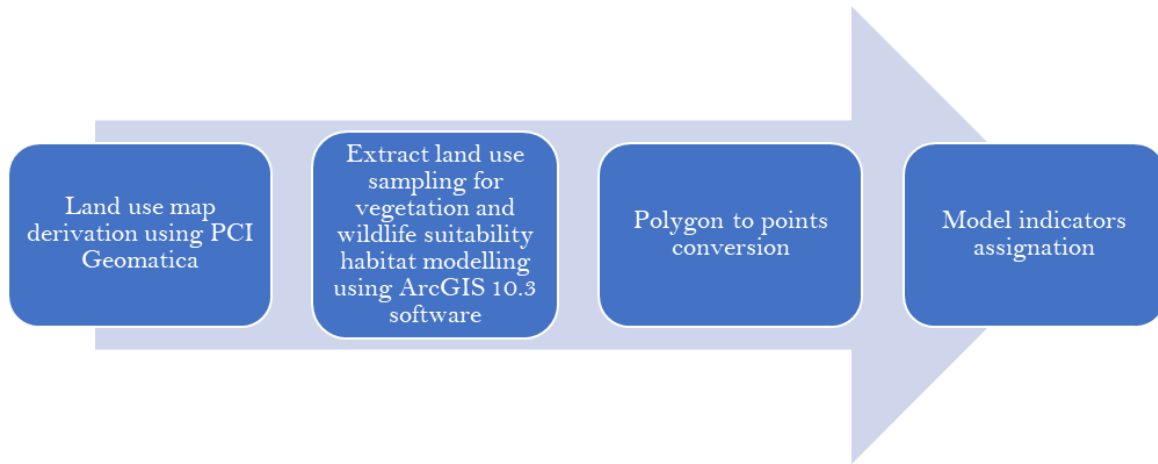 Land use map
derivation using PCI
Geomatica
Extract land use
sampling for
vegetation and
wildlife suitability
habitat modelling
using ArcGIS 10.3
software
Polygon to points
conversion
Model indicators
assignation